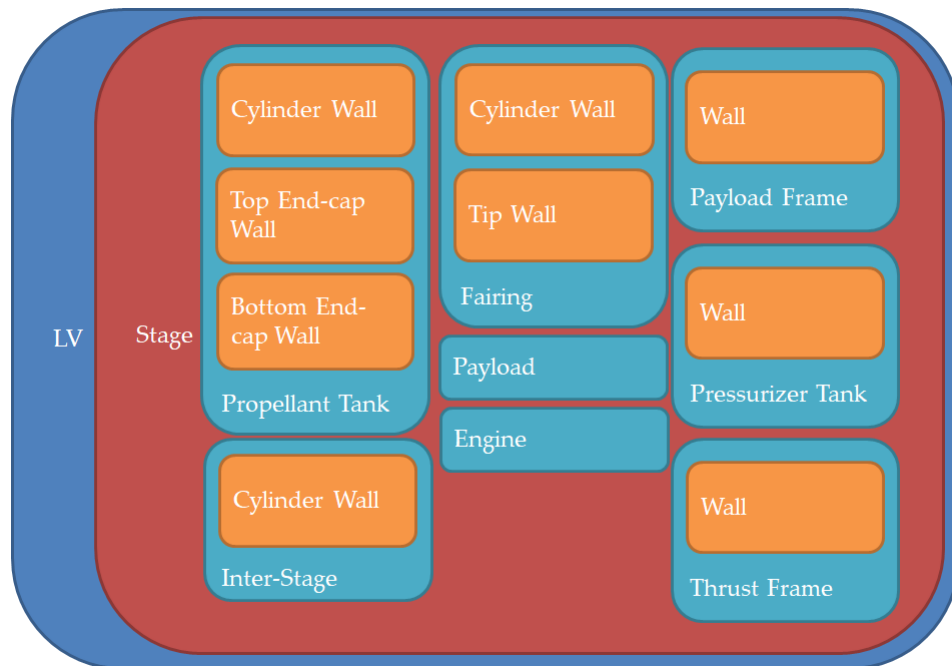 LV
Stage
Cylinder Wall
Top End-cap
Wall
Bottom End-
cap Wall
Propellant Tank
Cylinder Wall
Inter-Stage
Cylinder Wall
Tip Wall
Fairing
Payload
Engine
Wall
Payload Frame
Wall
Pressurizer Tank
Wall
Thrust Frame